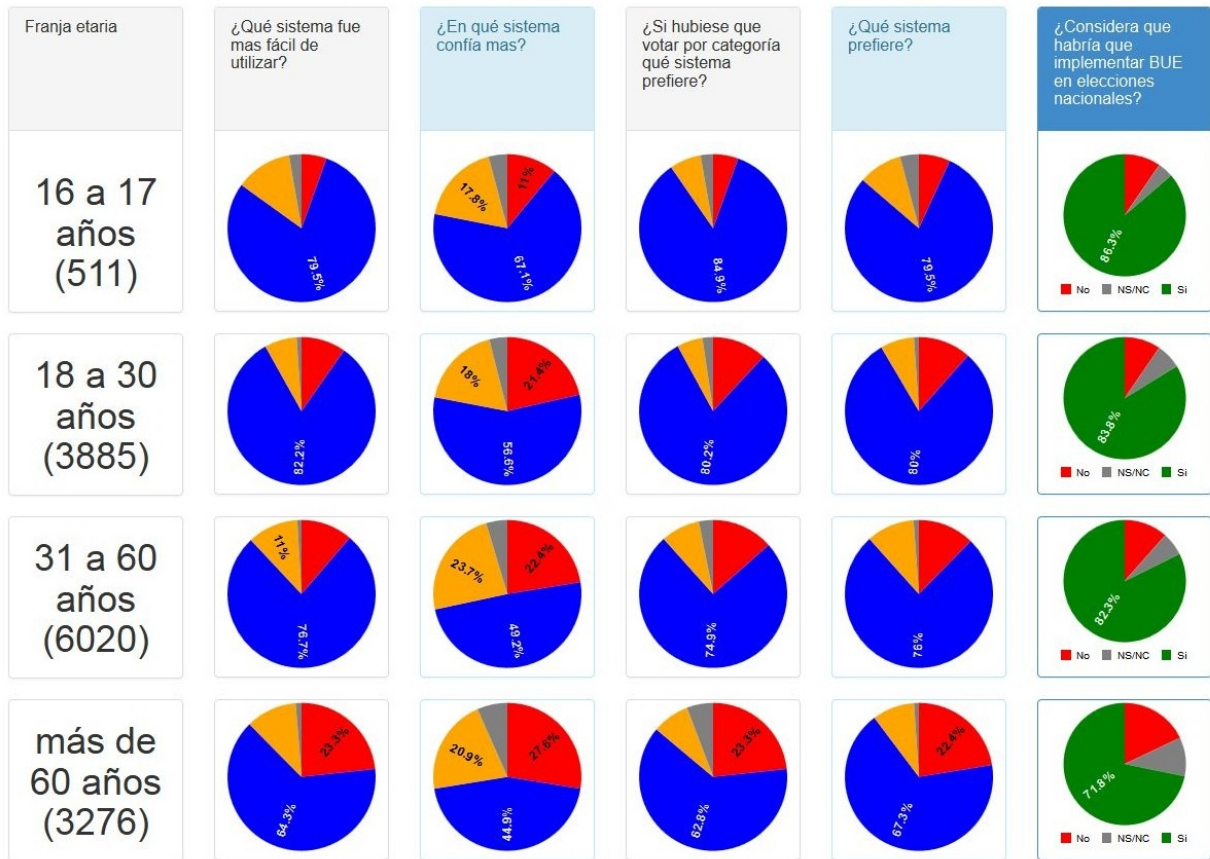 Franja etaria
¿Qué sistema fue
mas fácil de
utilizar?
¿En qué sistema
confía mas?
¿Si hubiese que
votar por categoría
qué sistema
prefiere?
¿Qué sistema
prefiere?
¿Considera que
habría que
implementar BUE
en elecciones
nacionales?
16 a 17
años
(511)
79.5%
17.8%
11%
67.1%
84.9%
79.5%
86.3%
No NS/NC Si
18 a 30
años
(3885)
82.2%
18%
21.4%
56.6%
80.2%
80%
83.8%
No NS/NC Si
31 a 60
años
(6020)
11%
76.7%
23.7%
22.4%
49.2%
74.9%
76%
82.3%
No NS/NC Si
más de
60 años
(3276)
23.3%
64.3%
20.9%
27.6%
44.9%
23.3%
62.8%
22.4%
67.3%
71.8%
No NS/NC Si